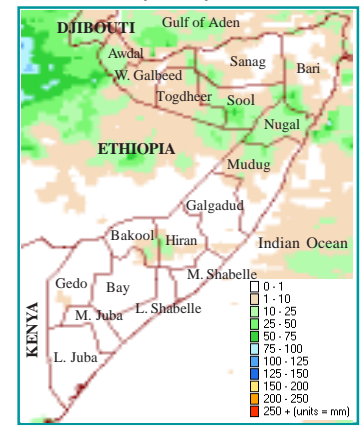 Gulf of Aden
DJIBOUTI
Awdal
Sanag
Bari
W. Galbeed
Togdheer
Sool
Nugal
ETHIOPIA
Mudug
Galgadud
Bakool
Hiran
Indian Ocean
M. Shabelle
Gedo
Bay
L. Shabelle
M. Juba
KENYA
L. Juba
0 - 1
1 - 10
10 - 25
25 - 50
50 - 75
75 - 100
100 - 125
125 - 150
150 - 200
200 - 250
250 + (units = mm)